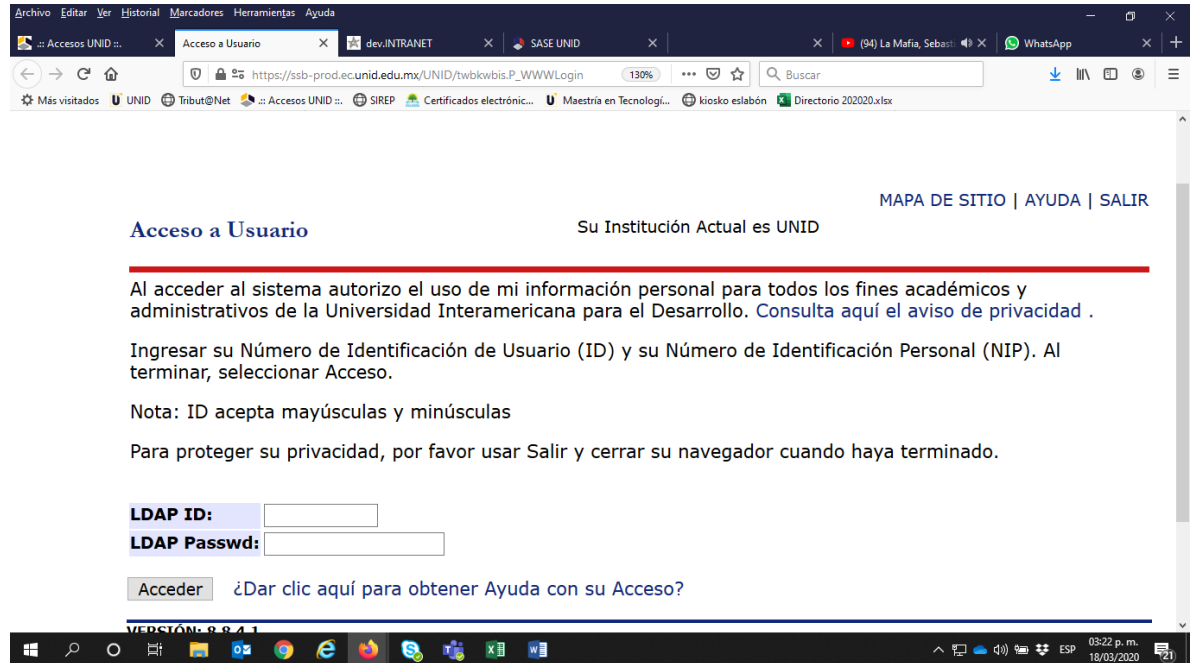 Archivo Editar Ver Historial Marcadores Herramientas Ayuda
.:: Accesos UNID ::. Acceso a Usuario dev.INTRANET SASE UNID (94) La Mafia, Sebasti WhatsApp
https://ssb-prod.ec.unid.edu.mx/UNID/twbkwbis.P_WWWLogin 130% Buscar
Más visitados UNID Tribut@Net .:: Accesos UNID ::. SIREP Certificados electrónic... Maestría en Tecnologí... kiosko eslabón Directorio 202020.xlsx
MAPA DE SITIO | AYUDA | SALIR
Acceso a Usuario Su Institución Actual es UNID
Al acceder al sistema autorizo el uso de mi información personal para todos los fines académicos y
administrativos de la Universidad Interamericana para el Desarrollo. Consulta aquí el aviso de privacidad .
Ingresar su Número de Identificación de Usuario (ID) y su Número de Identificación Personal (NIP). Al
terminar, seleccionar Acceso.
Nota: ID acepta mayúsculas y minúsculas
Para proteger su privacidad, por favor usar Salir y cerrar su navegador cuando haya terminado.
LDAP ID:
LDAP Passwd:
Acceder ¿Dar clic aquí para obtener Ayuda con su Acceso?
VERSIÓN: 8.8.4.1
ESP 03:22 p. m.
18/03/2020 21